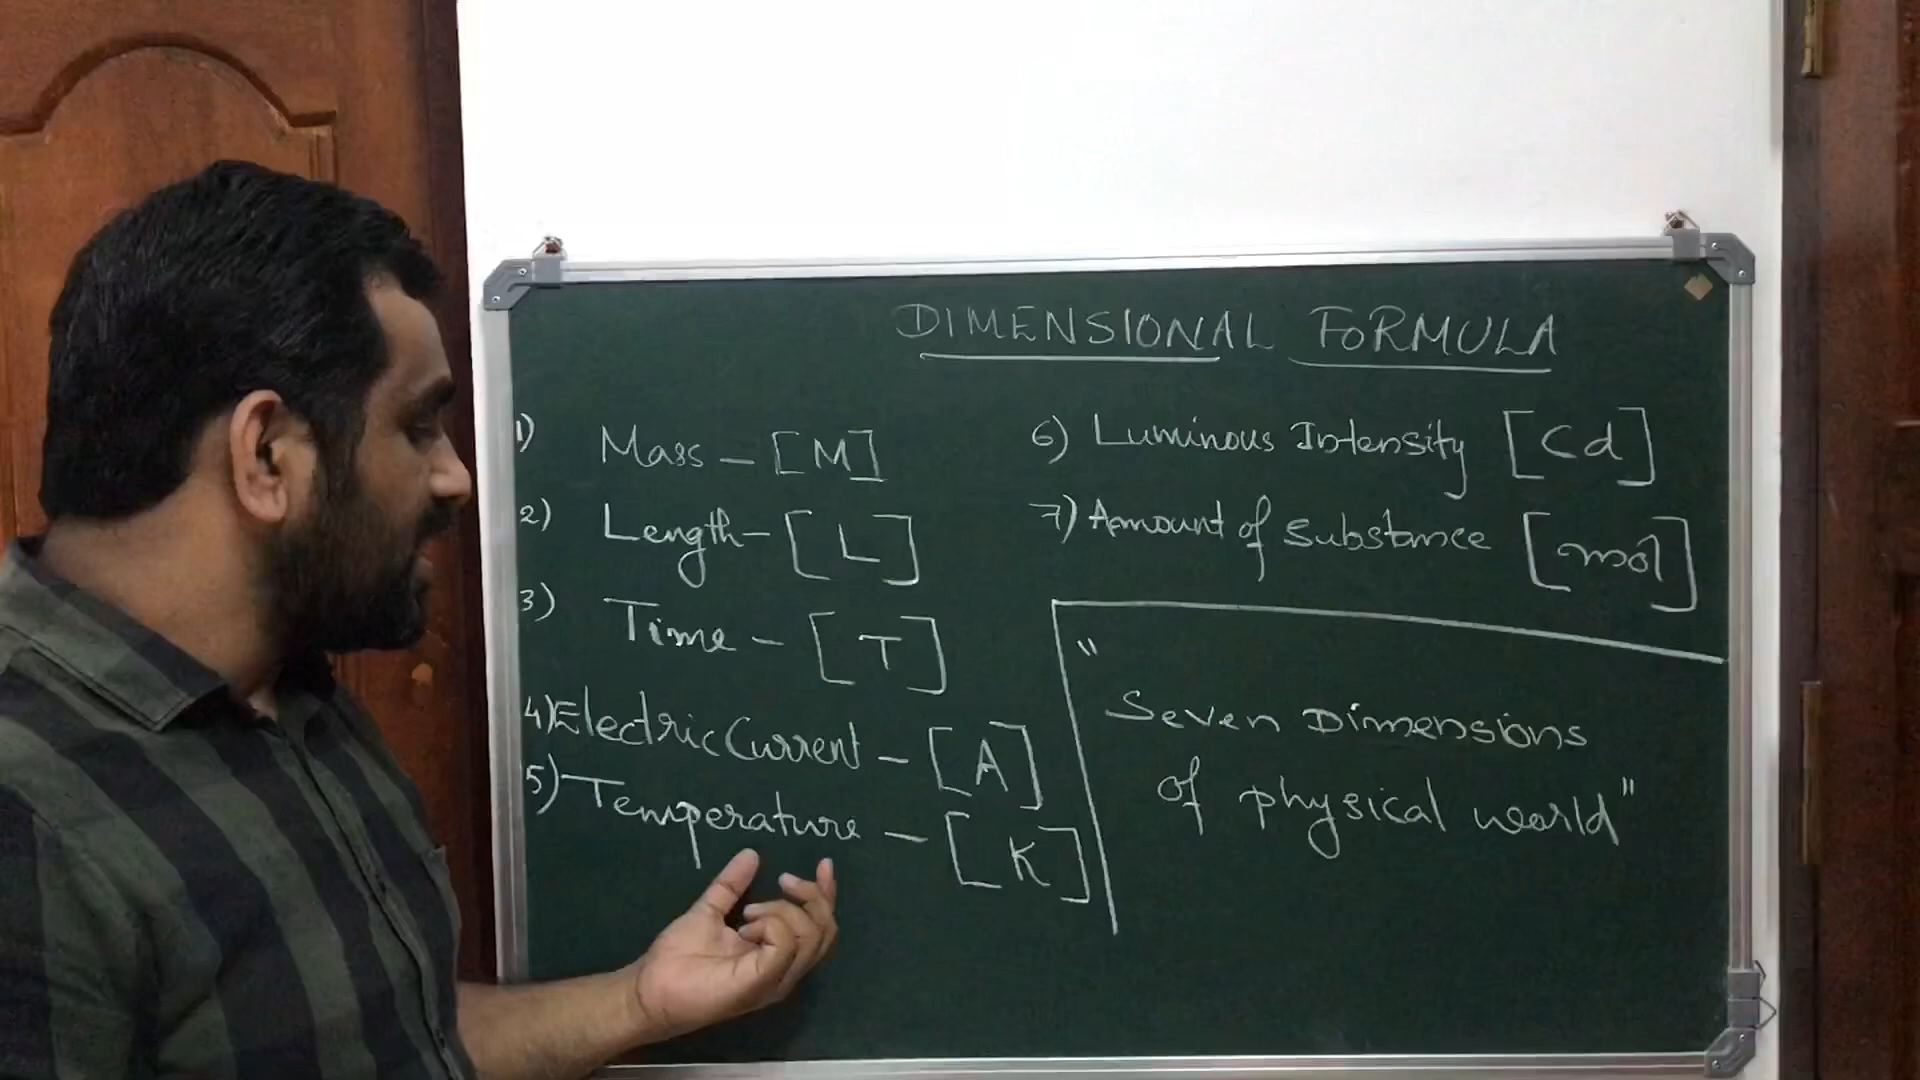 DIMENSIONAL FORMULA
1) Mass – [M]
2) Length – [L]
3) Time – [T]
4) Electric Current – [A]
5) Temperature – [K]
6) Luminous Intensity [Cd]
7) Amount of substance [mol]
"Seven Dimensions
of physical world"